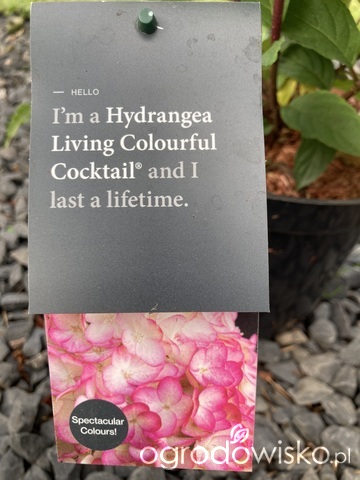 — HELLO
I'm a Hydrangea
Living Colourful
Cocktail® and I
last a lifetime.
Spectacular
Colours!
ogrodowisko.pl